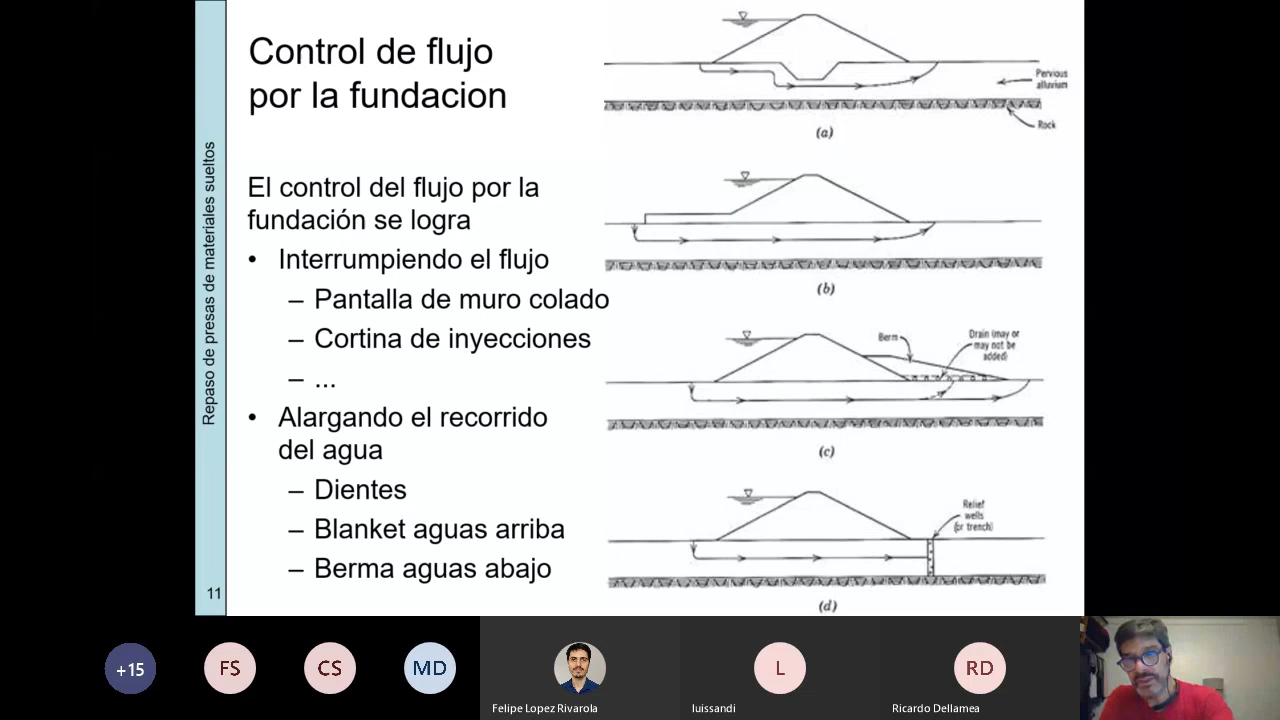 Control de flujo
por la fundacion
El control del flujo por la
fundación se logra
• Interrumpiendo el flujo
– Pantalla de muro colado
– Cortina de inyecciones
– ...
• Alargando el recorrido
del agua
– Dientes
– Blanket aguas arriba
– Berma aguas abajo
Repaso de presas de materiales sueltos
11
Pervious
alluvium
Rock
(a)
(b)
Berm
Drain (may or
may not be
added)
(c)
Relief
wells
(or trench)
(d)
+15
FS
CS
MD
Felipe Lopez Rivarola
L
luissandi
RD
Ricardo Dellamea